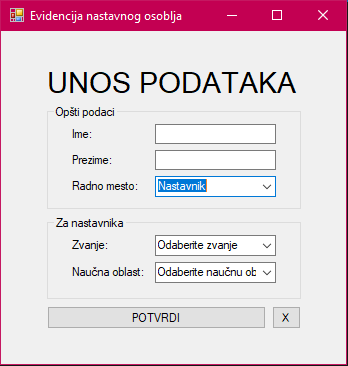 Evidencija nastavnog osoblja
UNOS PODATAKA
Opšti podaci
Ime:
Prezime:
Radno mesto: Nastavnik
Za nastavnika
Zvanje: Odaberite zvanje
Naučna oblast: Odaberite naučnu ob
POTVRDI X